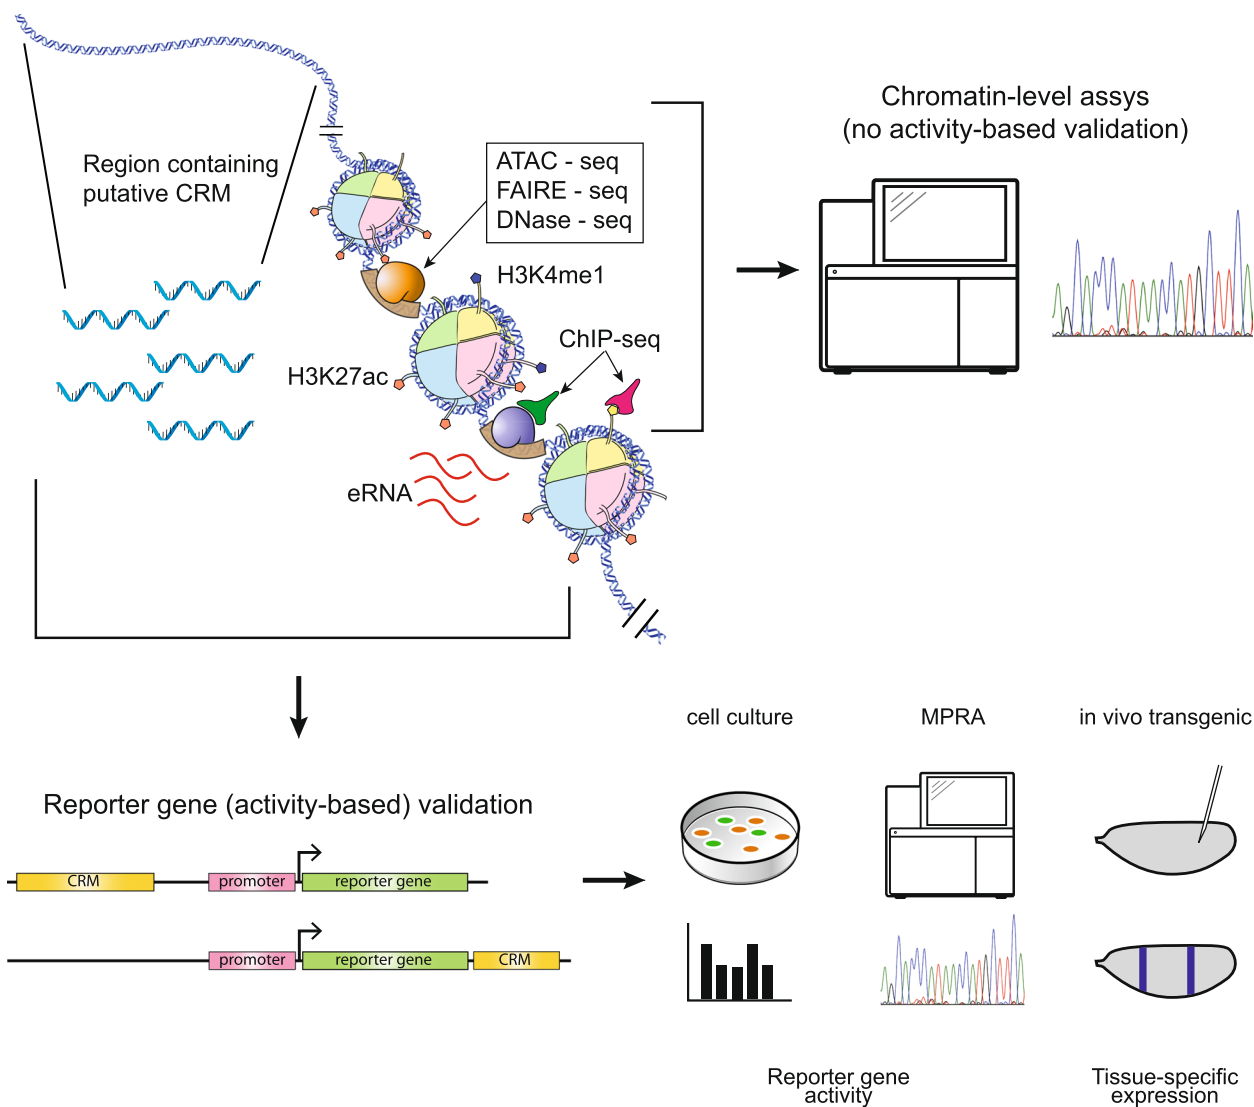 Chromatin-level assys
(no activity-based validation)
Region containing
putative CRM
ATAC - seq
FAIRE - seq
DNase - seq
H3K4me1
ChIP-seq
H3K27ac
eRNA
cell culture
MPRA
in vivo transgenic
Reporter gene (activity-based) validation
CRM
promoter
reporter gene
promoter
reporter gene
CRM
Reporter gene
activity
Tissue-specific
expression